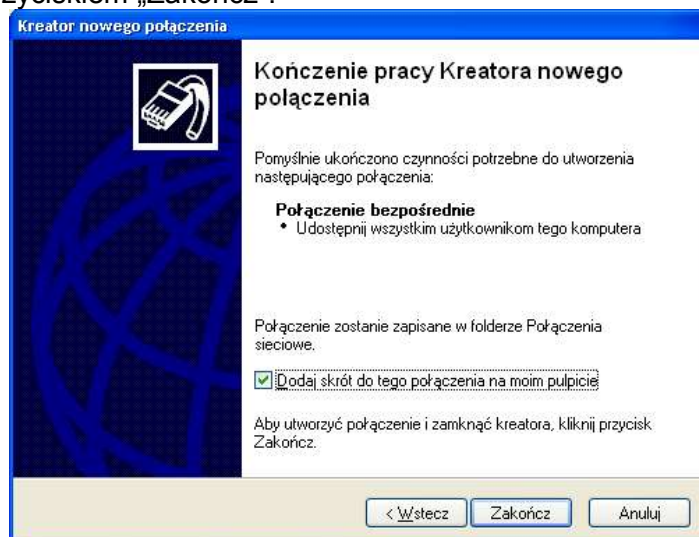 „Zakończ”.
Kreator nowego połączenia
Kończenie pracy Kreatora nowego
połączenia
Pomyślnie ukończono czynności potrzebne do utworzenia
następującego połączenia:
Połączenie bezpośrednie
• Udostępnij wszystkim użytkownikom tego komputera
Połączenie zostanie zapisane w folderze Połączenia
sieciowe.
Dodaj skrót do tego połączenia na moim pulpicie
Aby utworzyć połączenie i zamknąć kreatora, kliknij przycisk
Zakończ.
< Wstecz Zakończ Anuluj